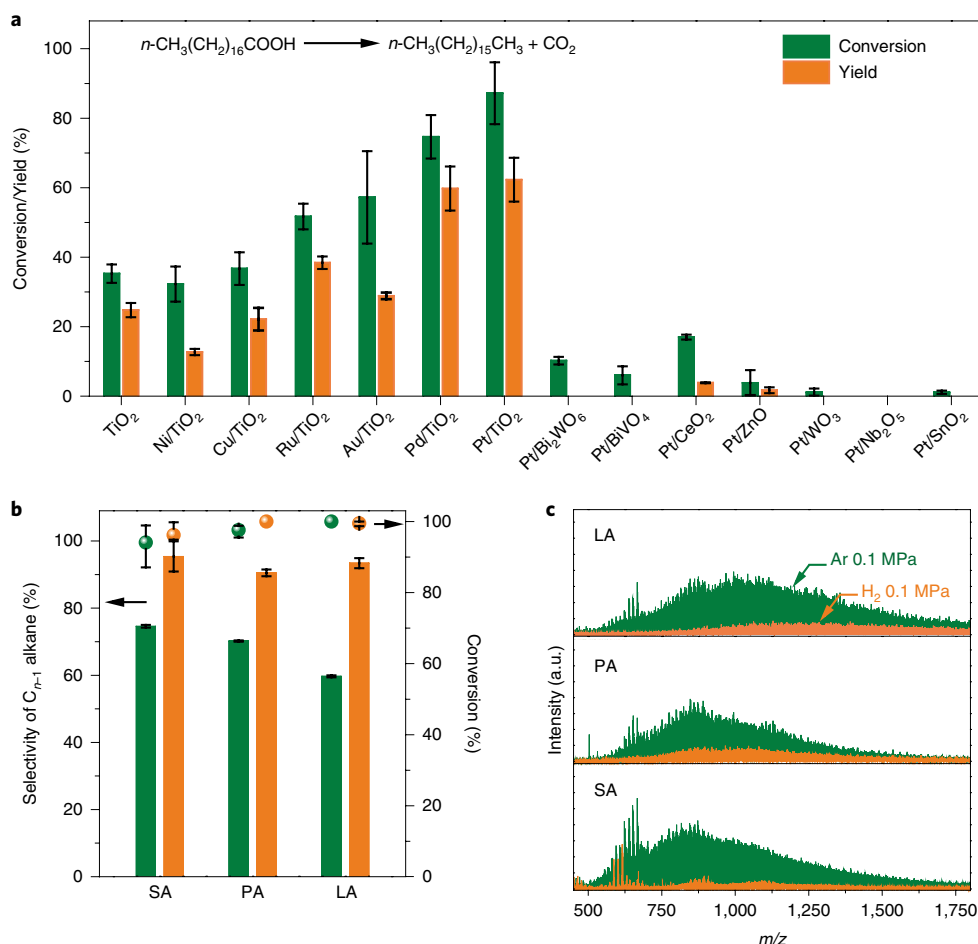 a
n-CH3(CH2)16COOH → n-CH3(CH2)15CH3 + CO2
Conversion
Yield
Conversion/Yield (%)
100
80
60
40
20
0
TiO2
Ni/TiO2
Cu/TiO2
Ru/TiO2
Au/TiO2
Pd/TiO2
Pt/TiO2
Pt/Bi2WO6
Pt/BiVO4
Pt/CeO2
Pt/ZnO
Pt/WO3
Pt/Nb2O5
Pt/SnO2
b
Selectivity of Cn–1 alkane (%)
100
80
60
40
20
0
SA
PA
LA
100
80
60
40
20
0
Conversion (%)
c
Intensity (a.u.)
LA
Ar 0.1 MPa
H2 0.1 MPa
PA
SA
500
750
1,000
1,250
1,500
1,750
m/z